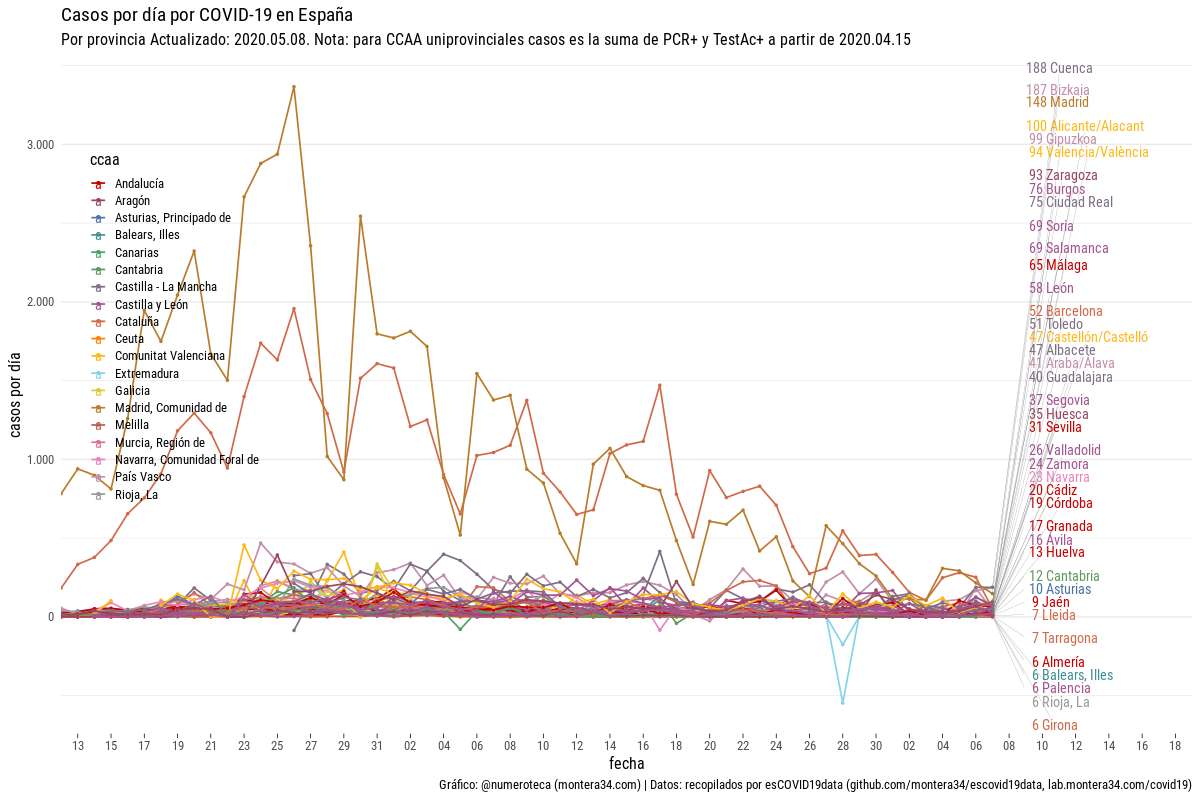 Casos por día por COVID-19 en España
Por provincia Actualizado: 2020.05.08. Nota: para CCAA uniprovinciales casos es la suma de PCR+ y TestAc+ a partir de 2020.04.15
casos por día
3.000
2.000
1.000
0
ccaa
Andalucía
Aragón
Asturias, Principado de
Balears, Illes
Canarias
Cantabria
Castilla - La Mancha
Castilla y León
Cataluña
Ceuta
Comunitat Valenciana
Extremadura
Galicia
Madrid, Comunidad de
Melilla
Murcia, Región de
Navarra, Comunidad Foral de
País Vasco
Rioja, La
188 Cuenca
187 Bizkaia
148 Madrid
100 Alicante/Alacant
99 Gipuzkoa
94 Valencia/València
93 Zaragoza
76 Burgos
75 Ciudad Real
69 Soria
69 Salamanca
65 Málaga
58 León
52 Barcelona
51 Toledo
47 Castellón/Castelló
47 Albacete
41 Araba/Álava
40 Guadalajara
37 Segovia
35 Huesca
31 Sevilla
26 Valladolid
24 Zamora
23 Navarra
20 Cádiz
19 Córdoba
17 Granada
16 Ávila
13 Huelva
12 Cantabria
10 Asturias
9 Jaén
7 Lleida
7 Tarragona
6 Almería
6 Balears, Illes
6 Palencia
6 Rioja, La
6 Girona
13 15 17 19 21 23 25 27 29 31 02 04 06 08 10 12 14 16 18 20 22 24 26 28 30 02 04 06 08 10 12 14 16 18
fecha
Gráfico: @numeroteca (montera34.com) | Datos: recopilados por esCOVID19data (github.com/montera34/escovid19data, lab.montera34.com/covid19)